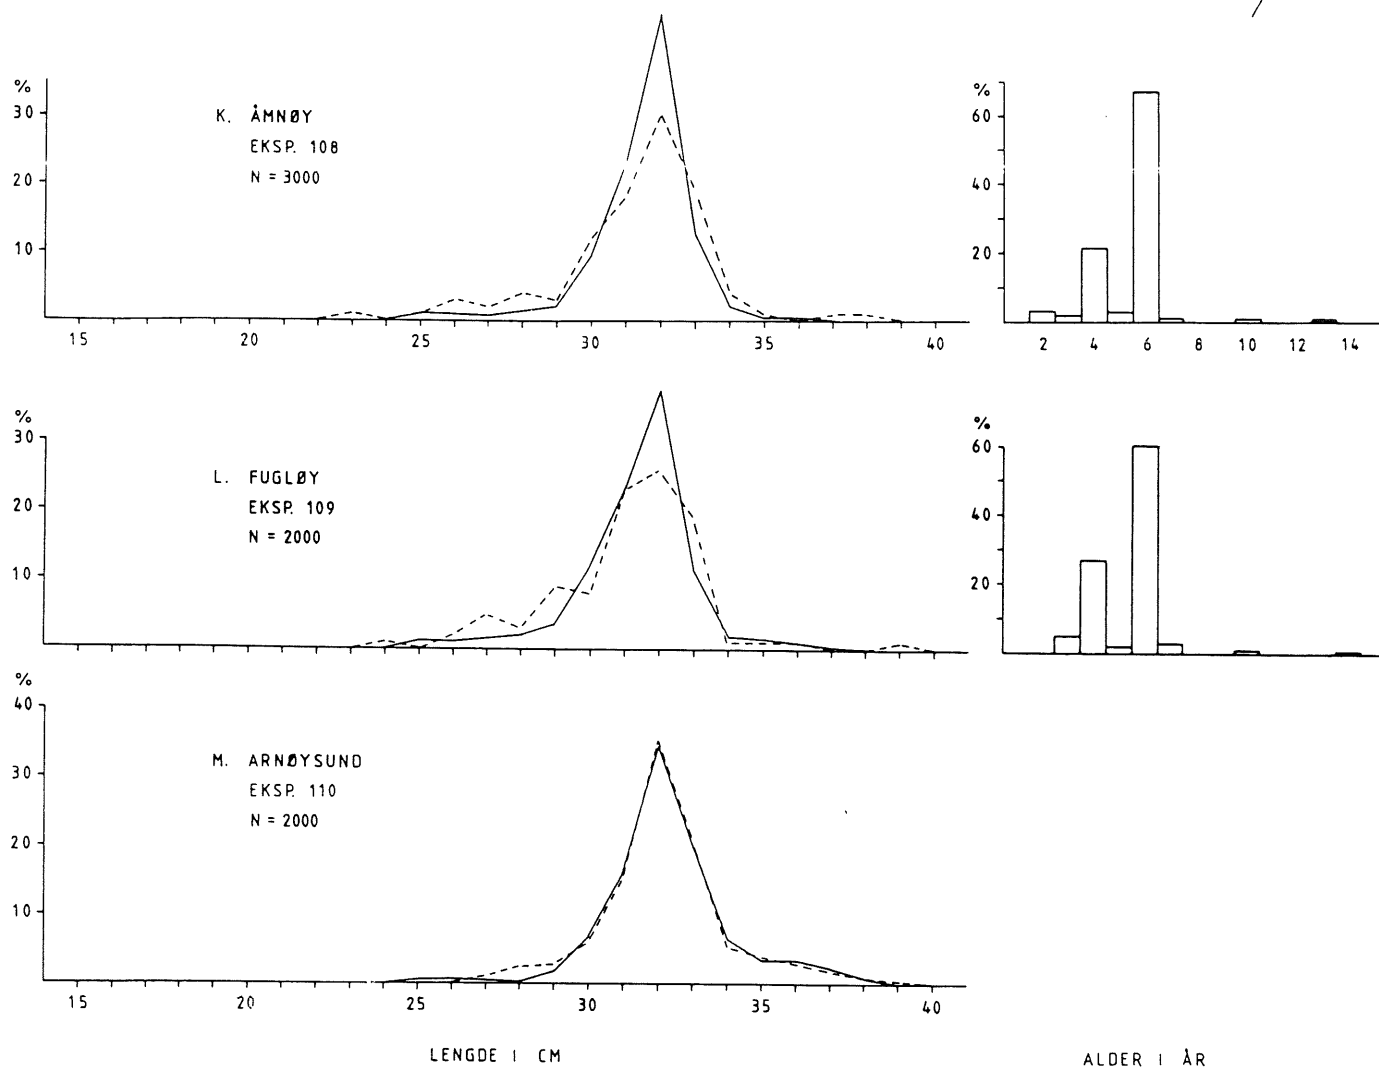 %
30
20
10
K. ÅMNØY
EKSP. 108
N = 3000
15 20 25 30 35 40
%
60
40
20
2 4 6 8 10 12 14
%
30
20
10
L. FUGLØY
EKSP. 109
N = 2000
%
60
40
20
%
40
30
20
10
M. ARNØYSUND
EKSP. 110
N = 2000
15 20 25 30 35 40
LENGDE I CM
ALDER I ÅR